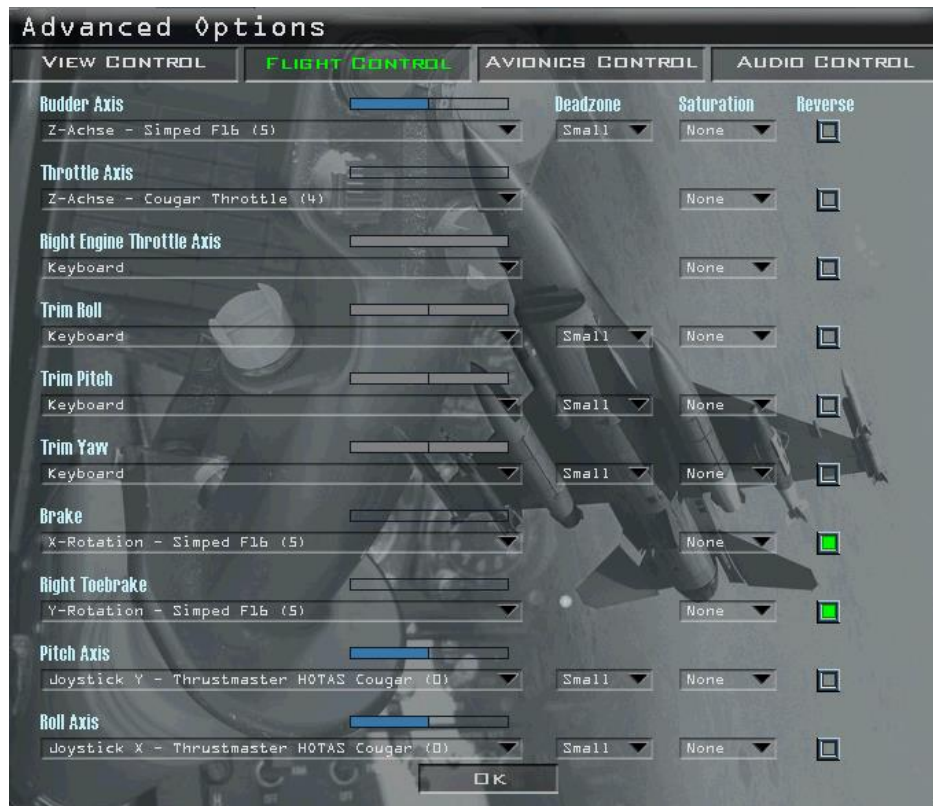 Advanced Options
VIEW CONTROL FLIGHT CONTROL AVIONICS CONTROL AUDIO CONTROL
Rudder Axis Deadzone Saturation Reverse
Z-Achse - Simped F16 (5) Small None
Throttle Axis
Z-Achse - Cougar Throttle (4) None
Right Engine Throttle Axis
Keyboard None
Trim Roll
Keyboard Small None
Trim Pitch
Keyboard Small None
Trim Yaw
Keyboard Small None
Brake
X-Rotation - Simped F16 (5) None
Right Toebrake
Y-Rotation - Simped F16 (5) None
Pitch Axis
Joystick Y - Thrustmaster HOTAS Cougar (0) Small None
Roll Axis
Joystick X - Thrustmaster HOTAS Cougar (0) Small None
OK